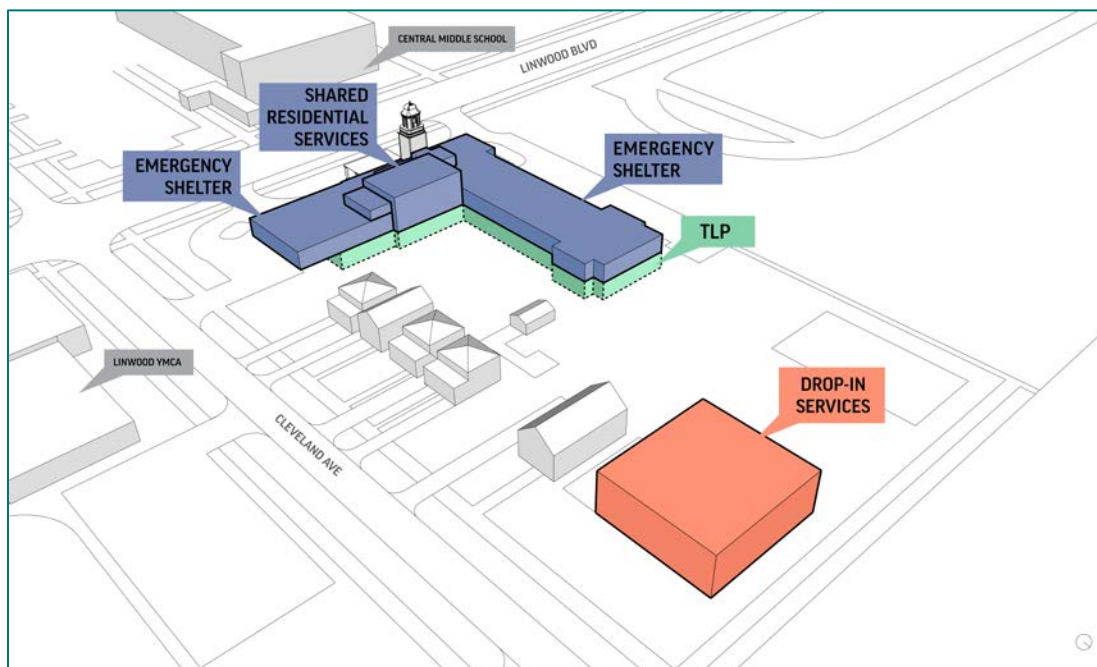 CENTRAL MIDDLE SCHOOL
LINWOOD BLVD
SHARED
RESIDENTIAL
SERVICES
EMERGENCY
SHELTER
EMERGENCY
SHELTER
TLP
LINWOOD YMCA
DROP-IN
SERVICES
CLEVELAND AVE